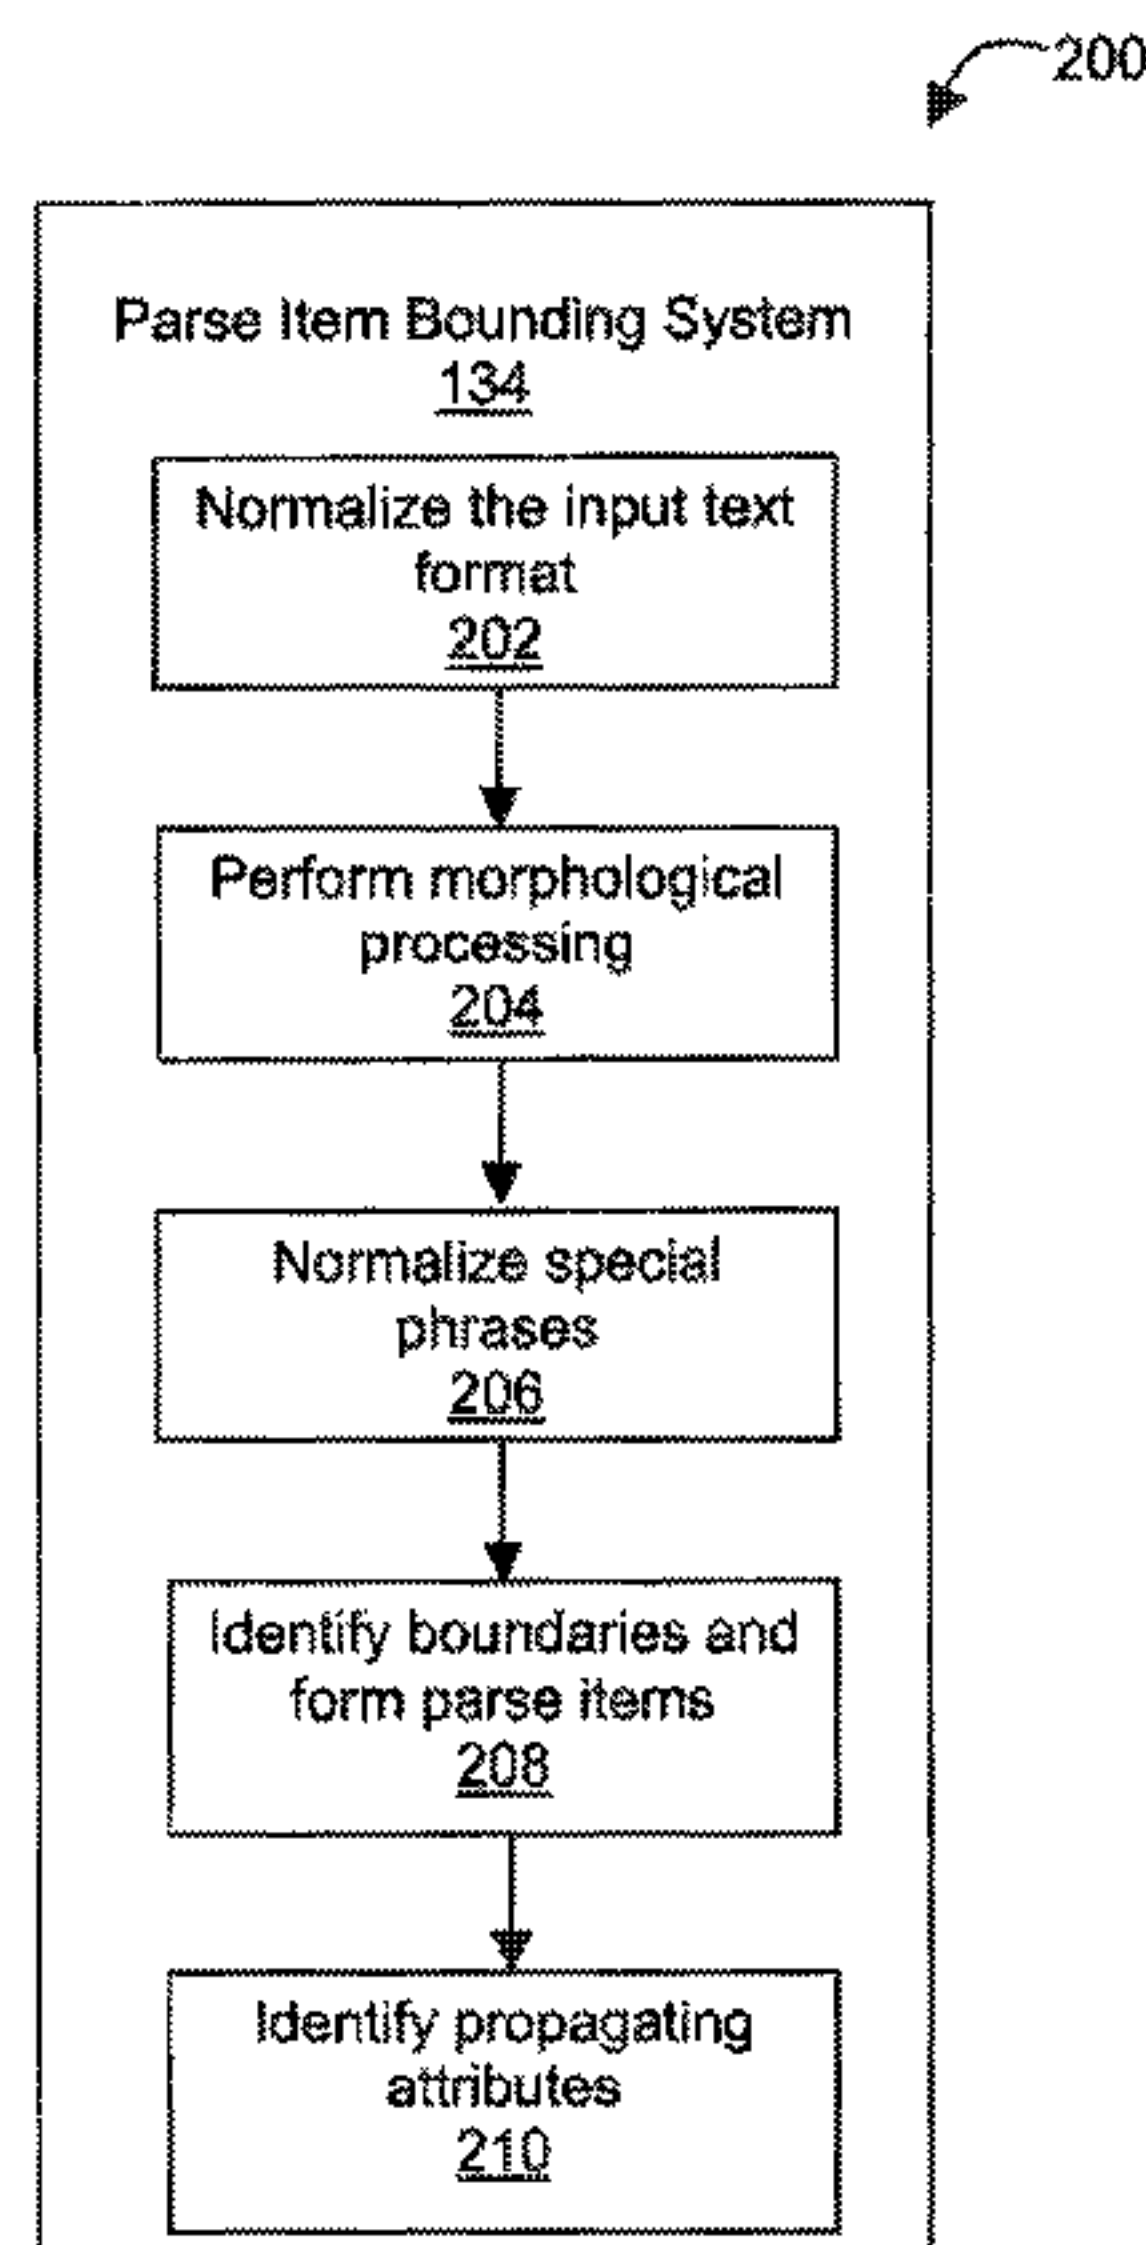 200
Parse Item Bounding System
134
Normalize the input text
format
202
Perform morphological
processing
204
Normalize special
phrases
206
Identify boundaries and
form parse items
208
Identify propagating
attributes
210